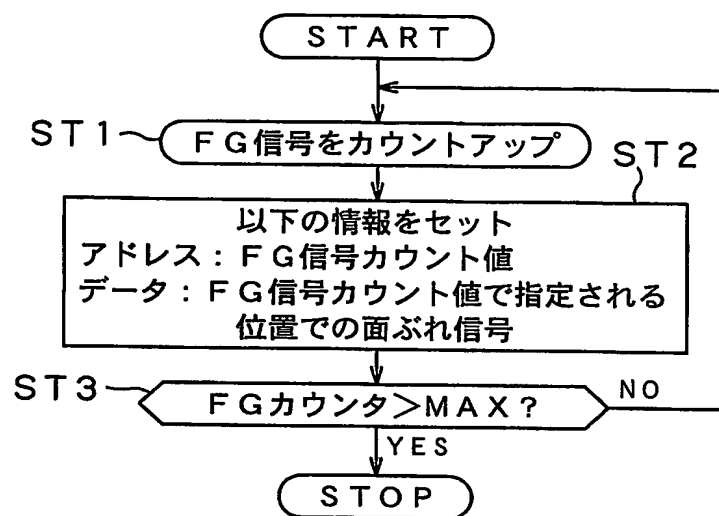 START
ST1
FG信号をカウントアップ
ST2
以下の情報をセット
アドレス：FG信号カウント値
データ：FG信号カウント値で指定される
位置での面ぶれ信号
ST3
FGカウンタ＞MAX？
NO
YES
STOP